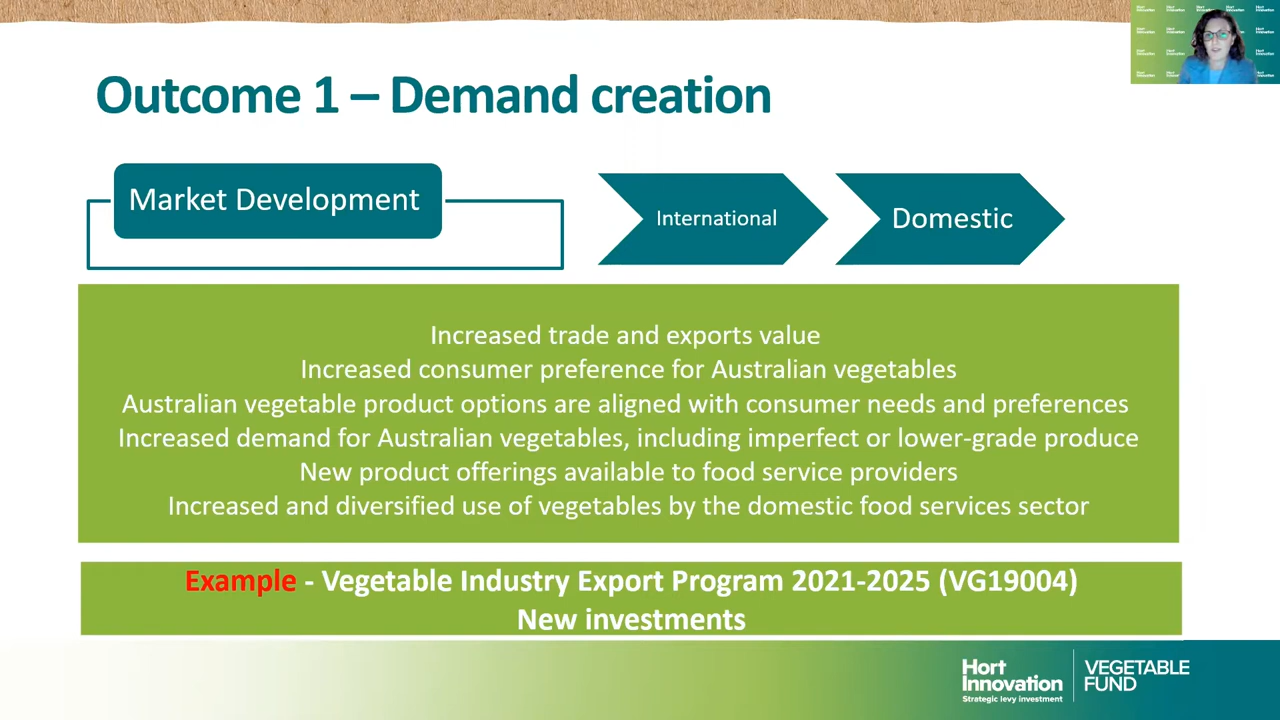 Outcome 1 – Demand creation
Market Development
International
Domestic
Increased trade and exports value
Increased consumer preference for Australian vegetables
Australian vegetable product options are aligned with consumer needs and preferences
Increased demand for Australian vegetables, including imperfect or lower-grade produce
New product offerings available to food service providers
Increased and diversified use of vegetables by the domestic food services sector
Example - Vegetable Industry Export Program 2021-2025 (VG19004)
New investments
Hort
Innovation
Strategic levy investment
VEGETABLE
FUND